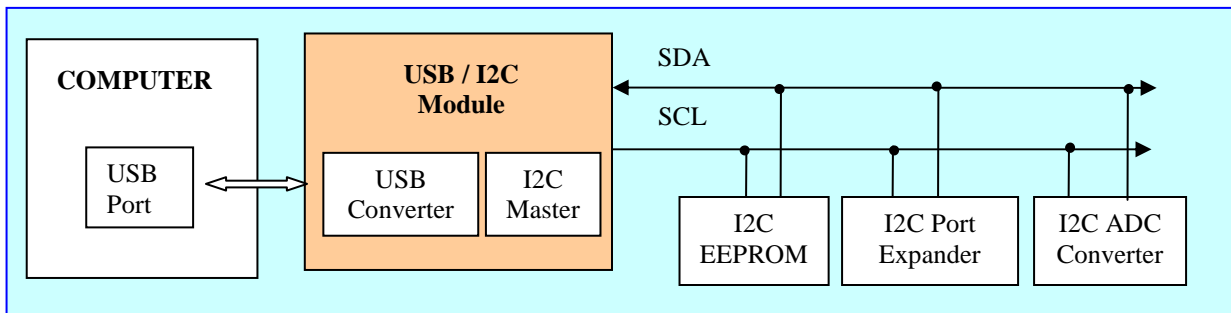 COMPUTER
USB
Port
USB / I2C
Module
USB
Converter
I2C
Master
SDA
SCL
I2C
EEPROM
I2C Port
Expander
I2C ADC
Converter